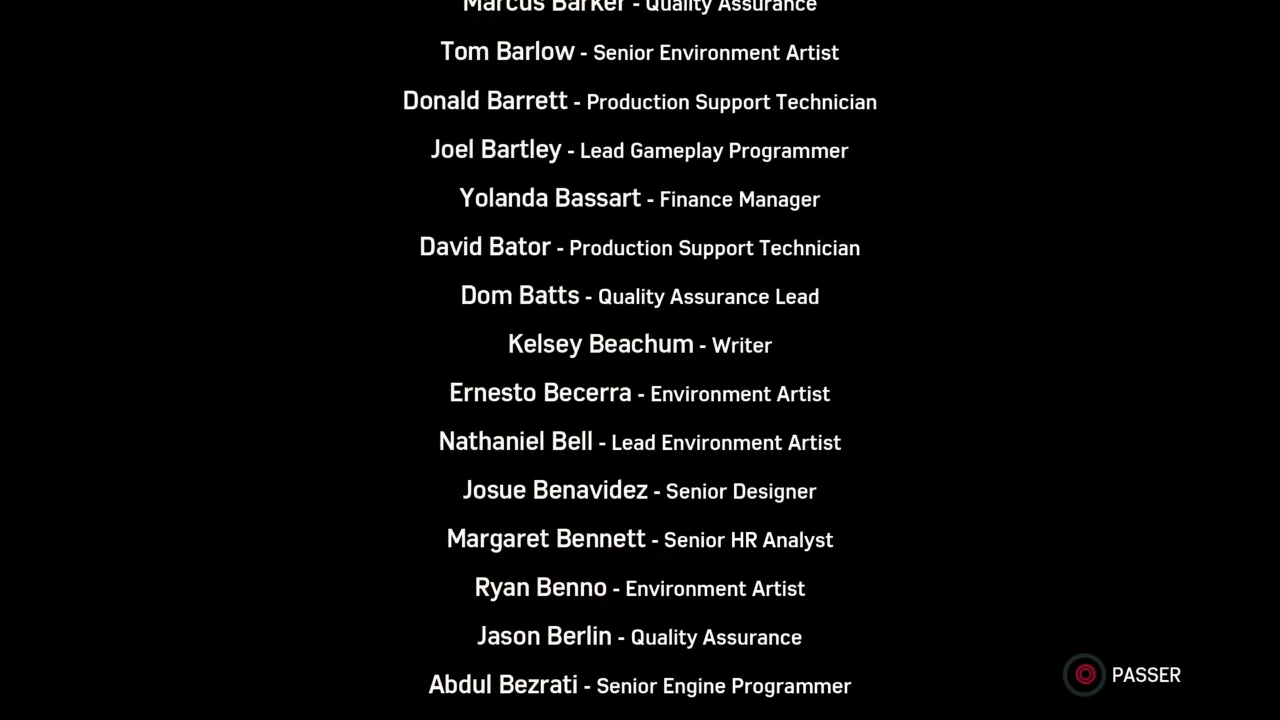 Marcus Barker - Quality Assurance
Tom Barlow - Senior Environment Artist
Donald Barrett - Production Support Technician
Joel Bartley - Lead Gameplay Programmer
Yolanda Bassart - Finance Manager
David Bator - Production Support Technician
Dom Batts - Quality Assurance Lead
Kelsey Beachum - Writer
Ernesto Becerra - Environment Artist
Nathaniel Bell - Lead Environment Artist
Josue Benavidez - Senior Designer
Margaret Bennett - Senior HR Analyst
Ryan Benno - Environment Artist
Jason Berlin - Quality Assurance
Abdul Bezrati - Senior Engine Programmer
PASSER